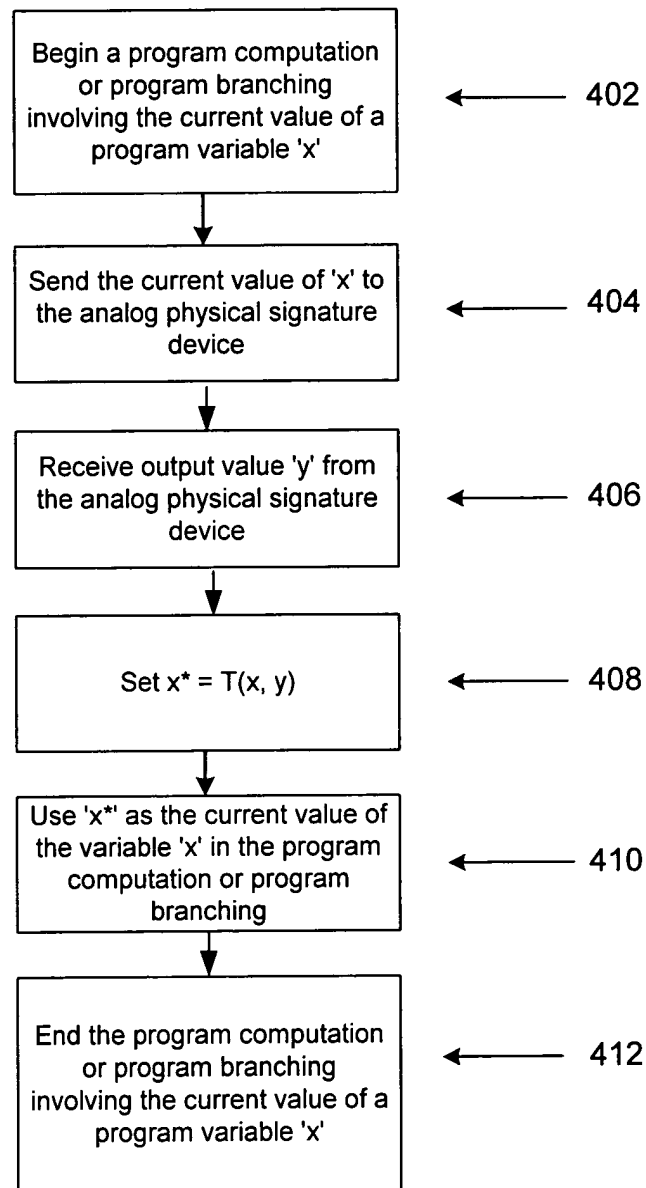 Begin a program computation
or program branching
involving the current value of a
program variable 'x'
402
Send the current value of 'x' to
the analog physical signature
device
404
Receive output value 'y' from
the analog physical signature
device
406
Set x* = T(x, y)
408
Use 'x*' as the current value of
the variable 'x' in the program
computation or program
branching
410
End the program computation
or program branching
involving the current value of a
program variable 'x'
412